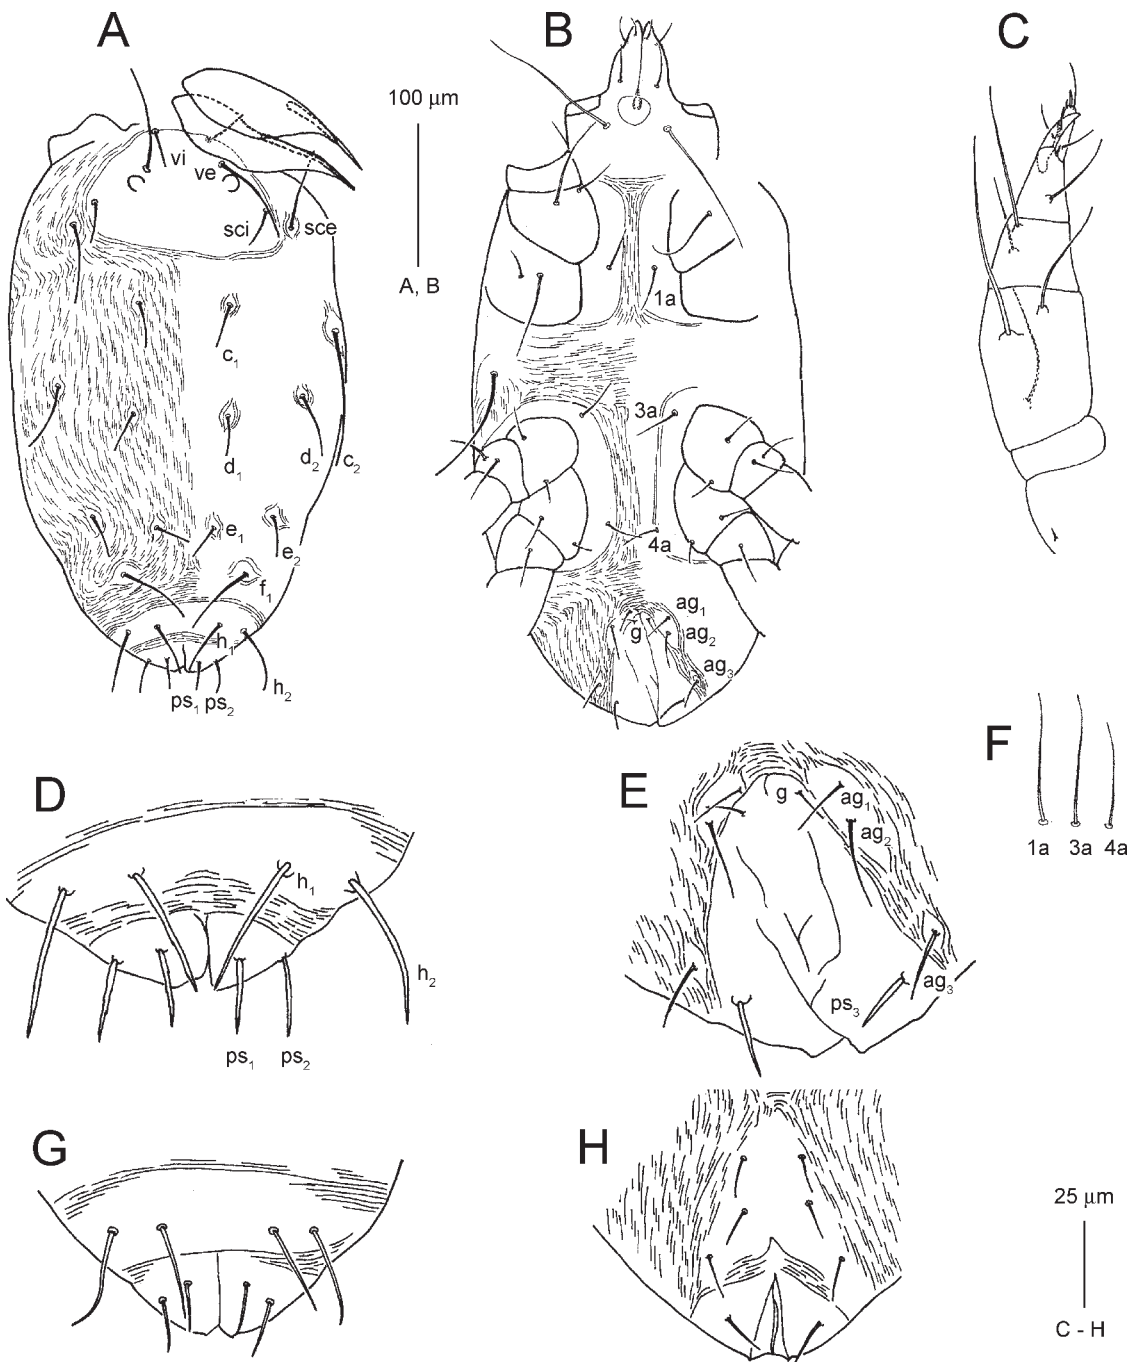 A
B
C
100 µm
A, B
vi
ve
sci
sce
c₁
d₁
d₂
c₂
e₁
e₂
f₁
h₁
h₂
ps₁ ps₂
1a
3a
4a
g
ag₁
ag₂
ag₃
D
h₁
h₂
ps₁
ps₂
E
g
ag₁
ag₂
ag₃
ps₃
F
1a 3a 4a
G
H
25 µm
C - H